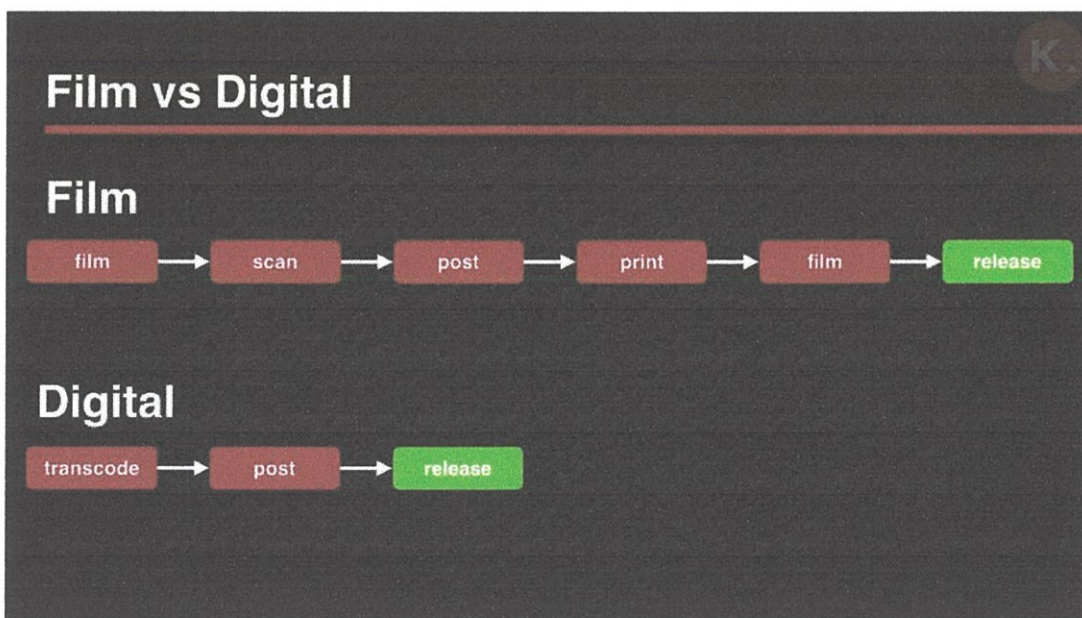 K.
Film vs Digital
Film
film scan post print film release
Digital
transcode post release